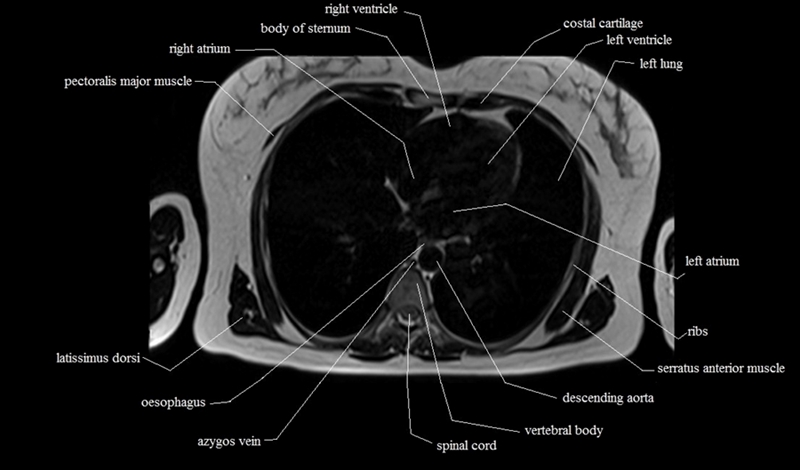 right ventricle
body of sternum
costal cartilage
right atrium
left ventricle
left lung
pectoralis major muscle
left atrium
ribs
latissimus dorsi
serratus anterior muscle
oesophagus
descending aorta
azygos vein
vertebral body
spinal cord